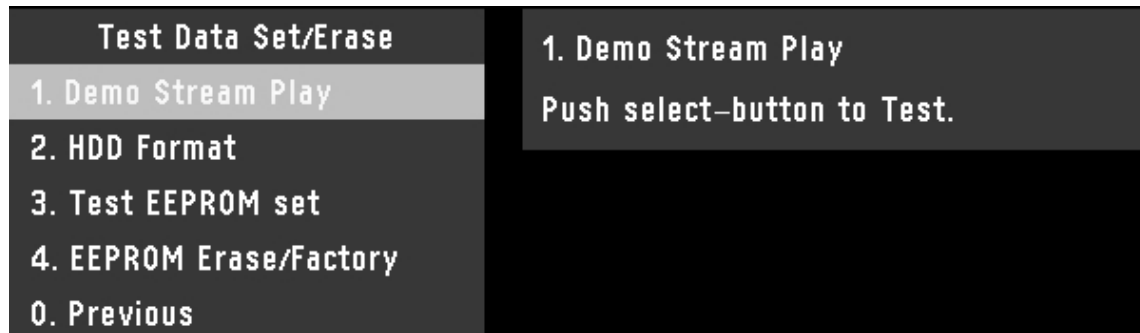 Test Data Set/Erase
1. Demo Stream Play
2. HDD Format
3. Test EEPROM set
4. EEPROM Erase/Factory
0. Previous
1. Demo Stream Play
Push select-button to Test.